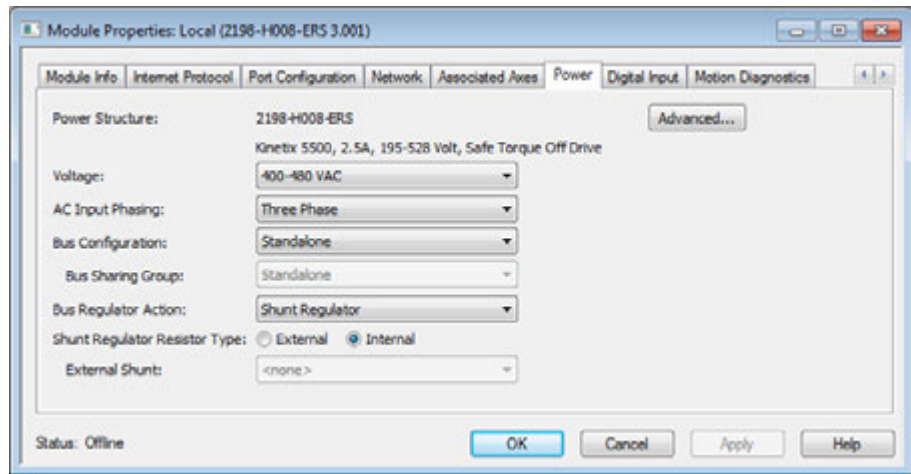 Module Properties: Local (2198-H008-ERS 3.001)
Module Info Internet Protocol Port Configuration Network Associated Axes Power Digital Input Motion Diagnostics
Power Structure: 2198-H008-ERS Advanced...
Kinetix 5500, 2.5A, 195-528 Volt, Safe Torque Off Drive
Voltage: 400-480 VAC
AC Input Phasing: Three Phase
Bus Configuration: Standalone
Bus Sharing Group: Standalone
Bus Regulator Action: Shunt Regulator
Shunt Regulator Resistor Type: External Internal
External Shunt: <none>
Status: Offline OK Cancel Apply Help